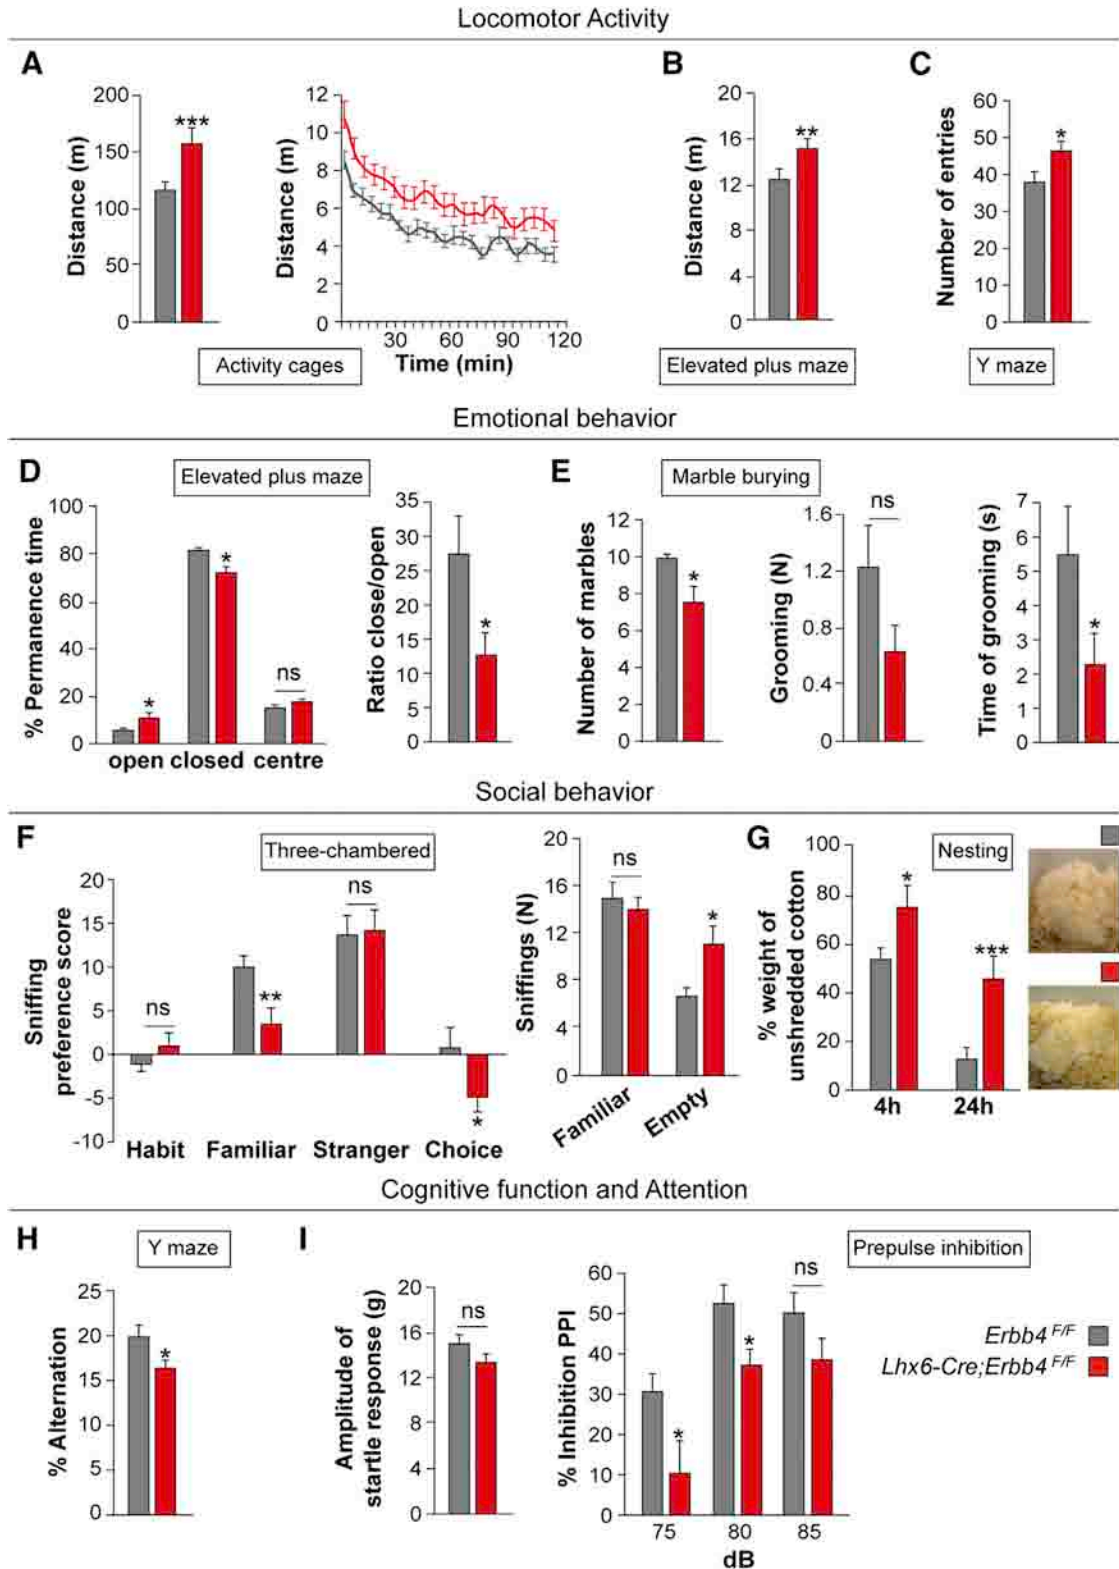 Locomotor Activity
A
Distance (m)
200
150
100
50
0
***
Distance (m)
12
10
8
6
4
2
0
30 60 90 120
Time (min)
Activity cages
B
Distance (m)
20
16
12
8
4
0
**
Elevated plus maze
C
Number of entries
60
50
40
30
20
10
0
*
Y maze
Emotional behavior
D
Elevated plus maze
% Permanence time
100
80
60
40
20
0
*
*
ns
open closed centre
Ratio close/open
35
30
25
20
15
10
5
0
*
E
Marble burying
Number of marbles
12
10
8
6
4
2
0
*
Grooming (N)
1.6
1.2
0.8
0.4
0
ns
Time of grooming (s)
7
6
5
4
3
2
1
0
*
Social behavior
F
Three-chambered
Sniffing
preference score
20
15
10
5
0
-5
-10
ns
**
ns
*
Habit Familiar Stranger Choice
Sniffings (N)
20
16
12
8
4
0
ns
*
Familiar
Empty
G
Nesting
% weight of
unshredded cotton
100
80
60
40
20
0
*
***
4h 24h
Cognitive function and Attention
H
Y maze
% Alternation
25
20
15
10
5
0
*
I
Amplitude of
startle response (g)
20
16
12
8
4
0
ns
Prepulse inhibition
% Inhibition PPI
60
50
40
30
20
10
0
*
*
ns
75 80 85
dB
Erbb4 F/F
Lhx6-Cre;Erbb4 F/F